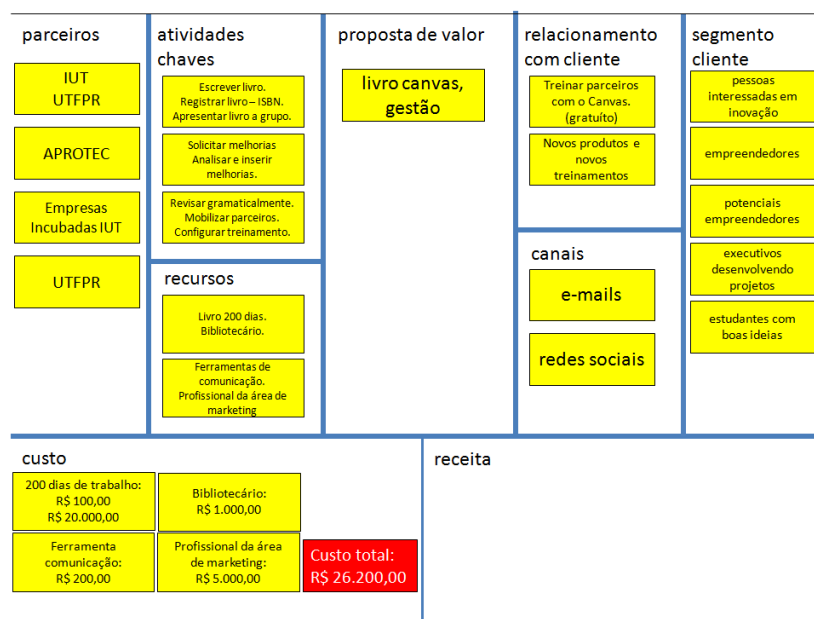 parceiros
IUT
UTFPR
APROTEC
Empresas
Incubadas IUT
UTFPR
atividades
chaves
Escrever livro.
Registrar livro – ISBN.
Apresentar livro a grupo.
Solicitar melhorias
Analisar e inserir
melhorias.
Revisar gramaticalmente.
Mobilizar parceiros.
Configurar treinamento.
recursos
Livro 200 dias.
Bibliotecário.
Ferramentas de
comunicação.
Profissional da área de
marketing
proposta de valor
livro canvas,
gestão
relacionamento
com cliente
Treinar parceiros
com o Canvas.
(gratuíto)
Novos produtos e
novos
treinamentos
canais
e-mails
redes sociais
segmento
cliente
pessoas
interessadas em
inovação
empreendedores
potenciais
empreendedores
executivos
desenvolvendo
projetos
estudantes com
boas ideias
custo
200 dias de trabalho:
R$ 100,00
R$ 20.000,00
Bibliotecário:
R$ 1.000,00
Ferramenta
comunicação:
R$ 200,00
Profissional da área
de marketing:
R$ 5.000,00
Custo total:
R$ 26.200,00
receita